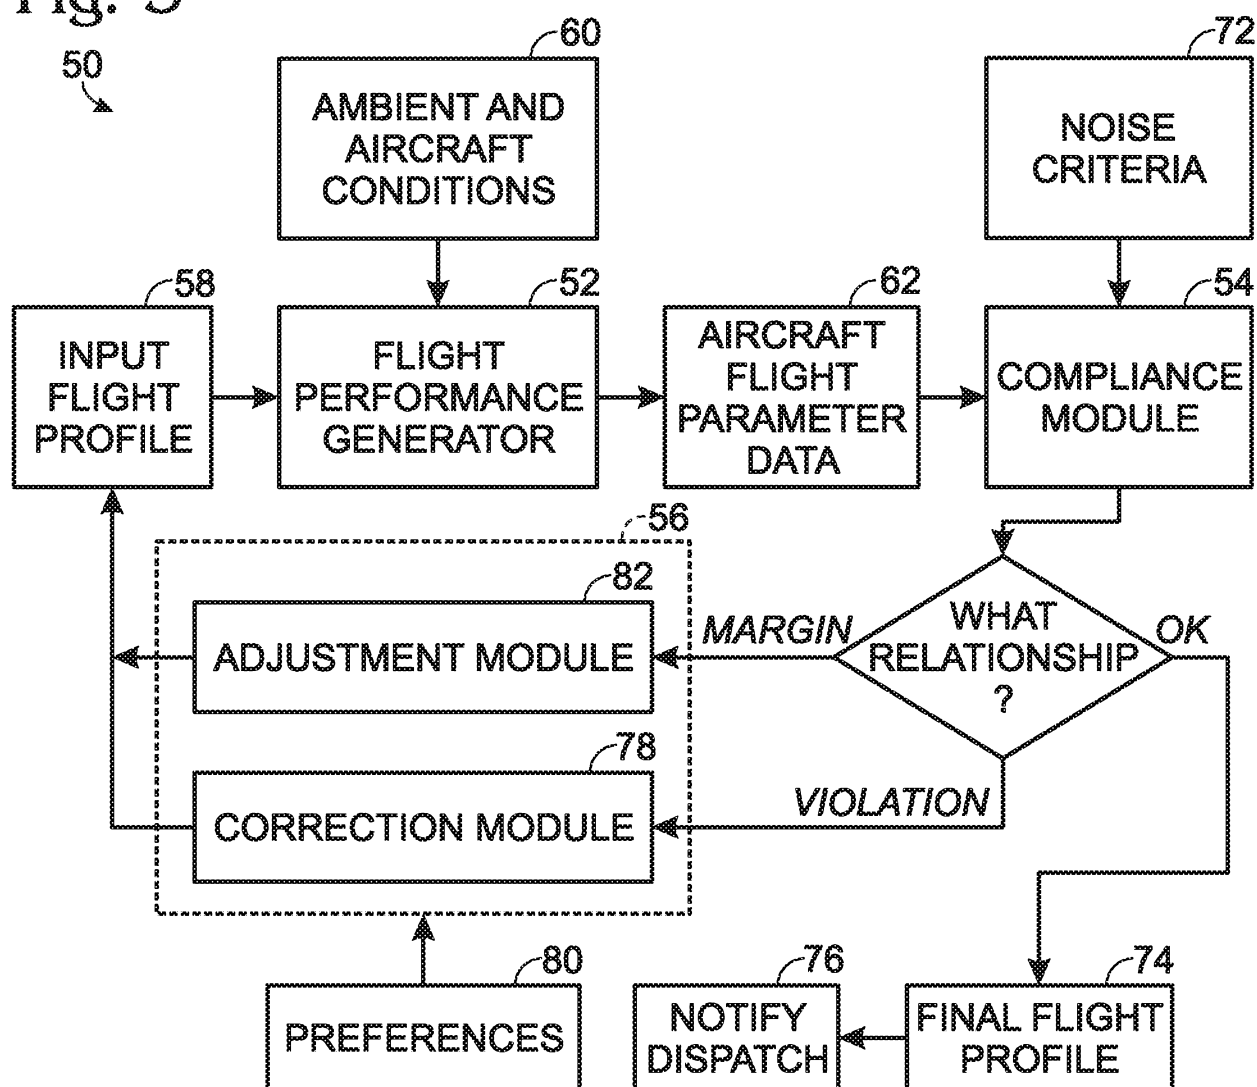 Fig. 3
50
60
AMBIENT AND
AIRCRAFT
CONDITIONS
72
NOISE
CRITERIA
58
INPUT
FLIGHT
PROFILE
52
FLIGHT
PERFORMANCE
GENERATOR
62
AIRCRAFT
FLIGHT
PARAMETER
DATA
54
COMPLIANCE
MODULE
56
82
ADJUSTMENT MODULE
MARGIN
WHAT
RELATIONSHIP
?
OK
78
CORRECTION MODULE
VIOLATION
80
PREFERENCES
76
NOTIFY
DISPATCH
74
FINAL FLIGHT
PROFILE